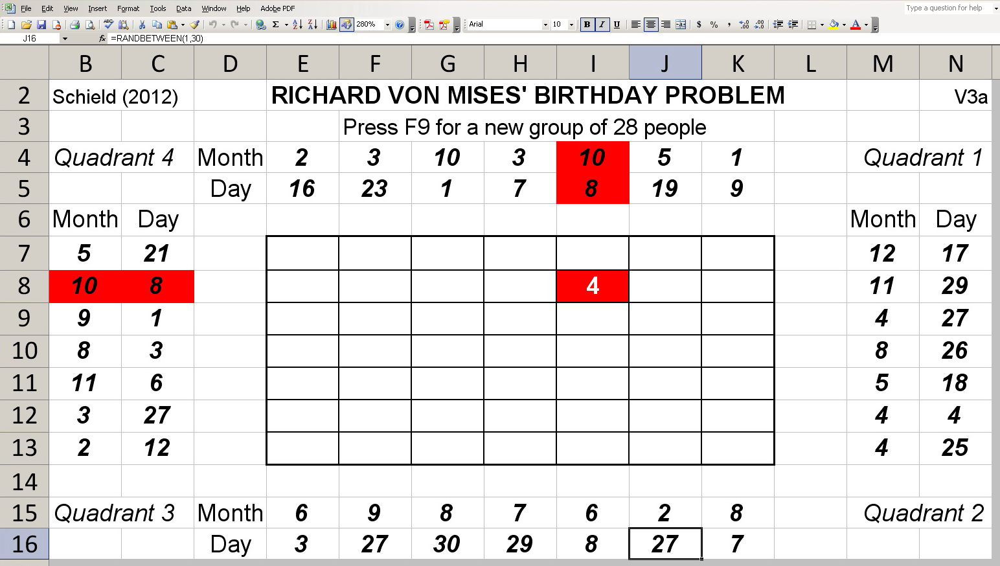 File Edit View Insert Format Tools Data Window Help Adobe PDF Type a question for help
280% Arial 10 B I U $ %
J16 fx =RANDBETWEEN(1,30)
B C D E F G H I J K L M N
2 Schield (2012) RICHARD VON MISES' BIRTHDAY PROBLEM V3a
3 Press F9 for a new group of 28 people
4 Quadrant 4 Month 2 3 10 3 10 5 1 Quadrant 1
5 Day 16 23 1 7 8 19 9
6 Month Day Month Day
7 5 21 12 17
8 10 8 4 11 29
9 9 1 4 27
10 8 3 8 26
11 11 6 5 18
12 3 27 4 4
13 2 12 4 25
14
15 Quadrant 3 Month 6 9 8 7 6 2 8 Quadrant 2
16 Day 3 27 30 29 8 27 7